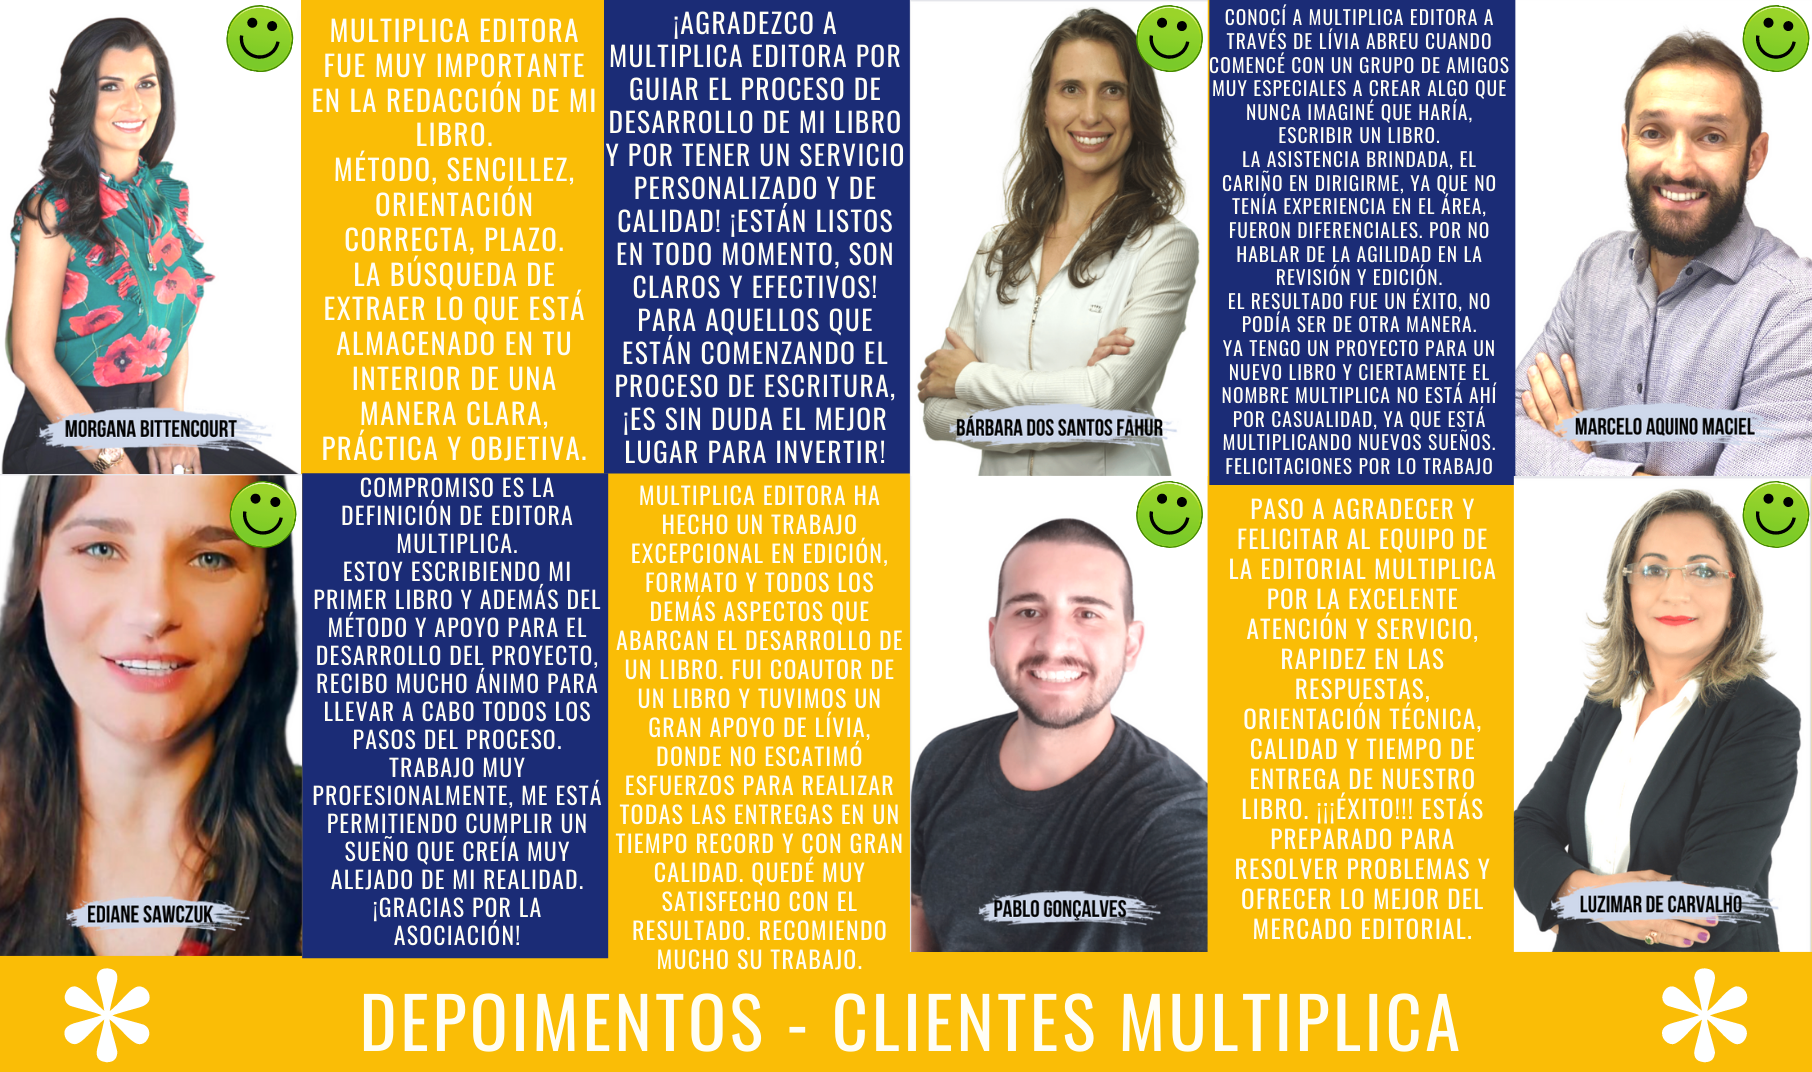 MORGANA BITTENCOURT
MULTIPLICA EDITORA
FUE MUY IMPORTANTE
EN LA REDACCIÓN DE MI
LIBRO.
MÉTODO, SENCILLEZ,
ORIENTACIÓN
CORRECTA, PLAZO.
LA BÚSQUEDA DE
EXTRAER LO QUE ESTÁ
ALMACENADO EN TU
INTERIOR DE UNA
MANERA CLARA,
PRÁCTICA Y OBJETIVA.
¡AGRADEZCO A
MULTIPLICA EDITORA POR
GUIAR EL PROCESO DE
DESARROLLO DE MI LIBRO
Y POR TENER UN SERVICIO
PERSONALIZADO Y DE
CALIDAD! ¡ESTÁN LISTOS
EN TODO MOMENTO, SON
CLAROS Y EFECTIVOS!
PARA AQUELLOS QUE
ESTÁN COMENZANDO EL
PROCESO DE ESCRITURA,
¡ES SIN DUDA EL MEJOR
LUGAR PARA INVERTIR!
BÁRBARA DOS SANTOS FAHUR
CONOCÍ A MULTIPLICA EDITORA A
TRAVÉS DE LÍVIA ABREU CUANDO
COMENCÉ CON UN GRUPO DE AMIGOS
MUY ESPECIALES A CREAR ALGO QUE
NUNCA IMAGINÉ QUE HARÍA,
ESCRIBIR UN LIBRO.
LA ASISTENCIA BRINDADA, EL
CARIÑO EN DIRIGIRME, YA QUE NO
TENÍA EXPERIENCIA EN EL ÁREA,
FUERON DIFERENCIALES. POR NO
HABLAR DE LA AGILIDAD EN LA
REVISIÓN Y EDICIÓN.
EL RESULTADO FUE UN ÉXITO, NO
PODÍA SER DE OTRA MANERA.
YA TENGO UN PROYECTO PARA UN
NUEVO LIBRO Y CIERTAMENTE EL
NOMBRE MULTIPLICA NO ESTÁ AHÍ
POR CASUALIDAD, YA QUE ESTÁ
MULTIPLICANDO NUEVOS SUEÑOS.
FELICITACIONES POR LO TRABAJO
MARCELO AQUINO MACIEL
EDIANE SAWCZUK
COMPROMISO ES LA
DEFINICIÓN DE EDITORA
MULTIPLICA.
ESTOY ESCRIBIENDO MI
PRIMER LIBRO Y ADEMÁS DEL
MÉTODO Y APOYO PARA EL
DESARROLLO DEL PROYECTO,
RECIBO MUCHO ÁNIMO PARA
LLEVAR A CABO TODOS LOS
PASOS DEL PROCESO.
TRABAJO MUY
PROFESIONALMENTE, ME ESTÁ
PERMITIENDO CUMPLIR UN
SUEÑO QUE CREÍA MUY
ALEJADO DE MI REALIDAD.
¡GRACIAS POR LA
ASOCIACIÓN!
MULTIPLICA EDITORA HA
HECHO UN TRABAJO
EXCEPCIONAL EN EDICIÓN,
FORMATO Y TODOS LOS
DEMÁS ASPECTOS QUE
ABARCAN EL DESARROLLO DE
UN LIBRO. FUI COAUTOR DE
UN LIBRO Y TUVIMOS UN
GRAN APOYO DE LÍVIA,
DONDE NO ESCATIMÓ
ESFUERZOS PARA REALIZAR
TODAS LAS ENTREGAS EN UN
TIEMPO RECORD Y CON GRAN
CALIDAD. QUEDÉ MUY
SATISFECHO CON EL
RESULTADO. RECOMIENDO
MUCHO SU TRABAJO.
PABLO GONÇALVES
PASO A AGRADECER Y
FELICITAR AL EQUIPO DE
LA EDITORIAL MULTIPLICA
POR LA EXCELENTE
ATENCIÓN Y SERVICIO,
RAPIDEZ EN LAS
RESPUESTAS,
ORIENTACIÓN TÉCNICA,
CALIDAD Y TIEMPO DE
ENTREGA DE NUESTRO
LIBRO. ¡¡¡ÉXITO!!! ESTÁS
PREPARADO PARA
RESOLVER PROBLEMAS Y
OFRECER LO MEJOR DEL
MERCADO EDITORIAL.
LUZIMAR DE CARVALHO
DEPOIMENTOS - CLIENTES MULTIPLICA